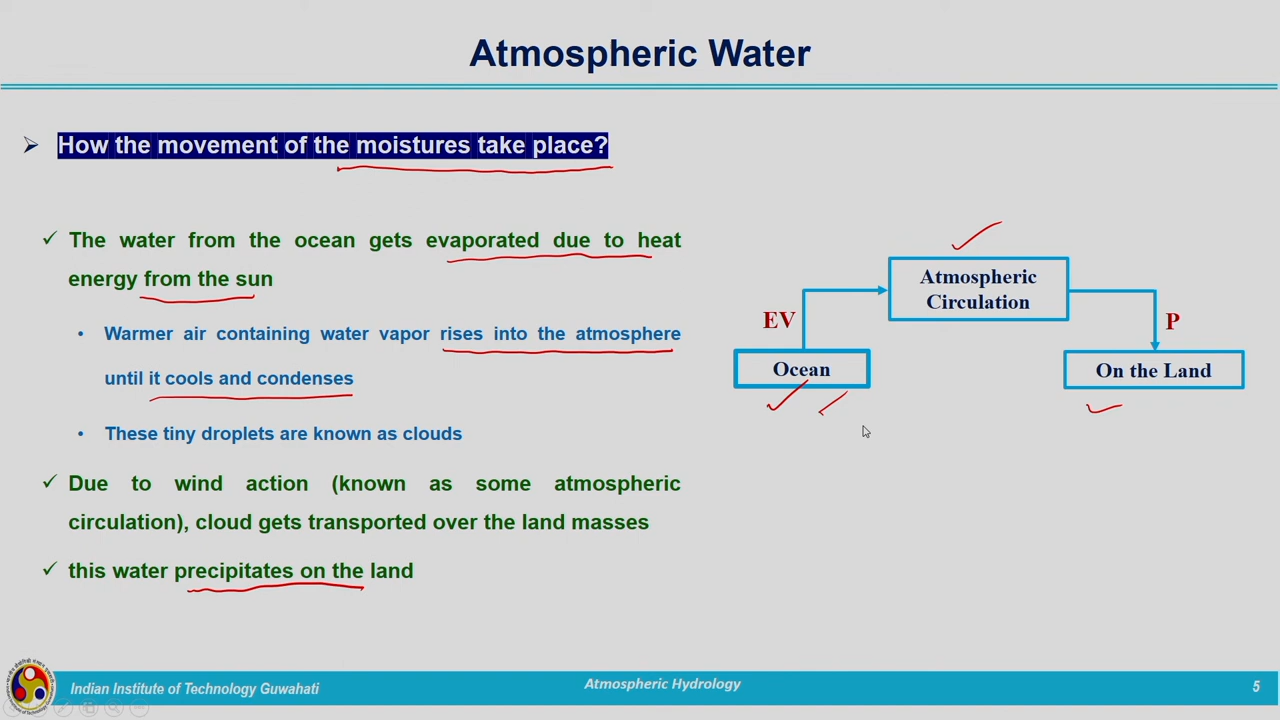 Atmospheric Water
How the movement of the moistures take place?
The water from the ocean gets evaporated due to heat
energy from the sun
Warmer air containing water vapor rises into the atmosphere
until it cools and condenses
These tiny droplets are known as clouds
Due to wind action (known as some atmospheric
circulation), cloud gets transported over the land masses
this water precipitates on the land
Atmospheric
Circulation
EV
P
Ocean
On the Land
Indian Institute of Technology Guwahati
Atmospheric Hydrology
5